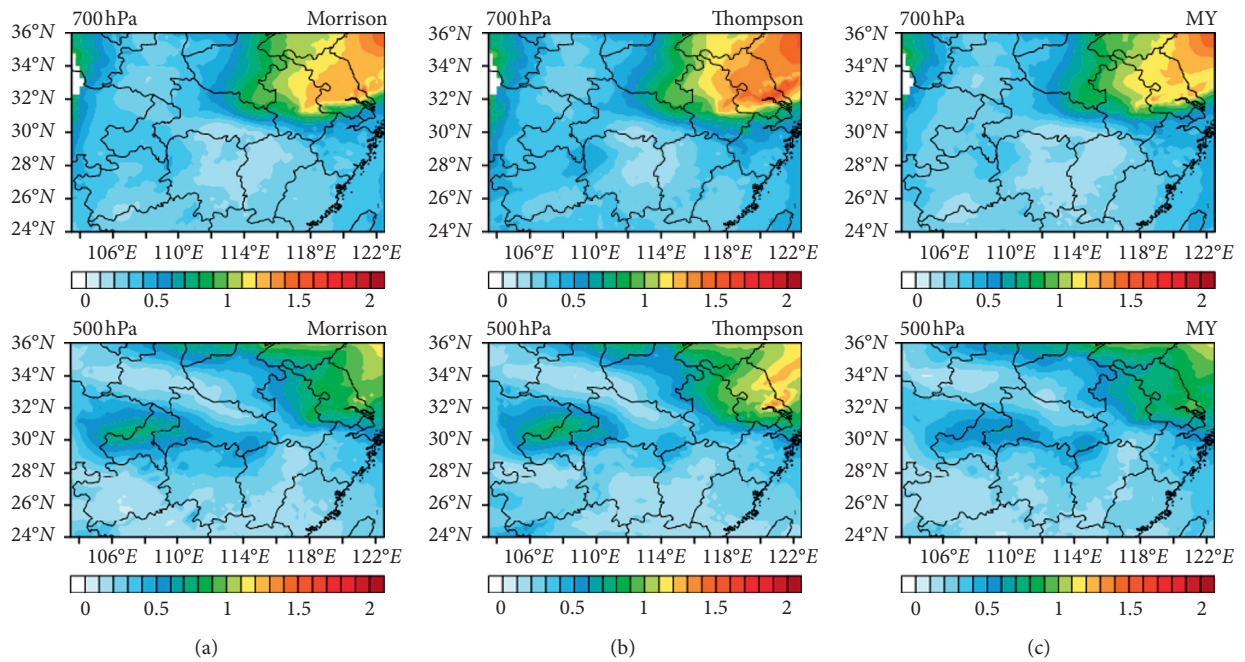 700 hPa Morrison 700 hPa Thompson 700 hPa MY
36°N 36°N 36°N
34°N 34°N 34°N
32°N 32°N 32°N
30°N 30°N 30°N
28°N 28°N 28°N
26°N 26°N 26°N
24°N 24°N 24°N
106°E 110°E 114°E 118°E 122°E 106°E 110°E 114°E 118°E 122°E 106°E 110°E 114°E 118°E 122°E
0 0.5 1 1.5 2 0 0.5 1 1.5 2 0 0.5 1 1.5 2
500 hPa Morrison 500 hPa Thompson 500 hPa MY
36°N 36°N 36°N
34°N 34°N 34°N
32°N 32°N 32°N
30°N 30°N 30°N
28°N 28°N 28°N
26°N 26°N 26°N
24°N 24°N 24°N
106°E 110°E 114°E 118°E 122°E 106°E 110°E 114°E 118°E 122°E 106°E 110°E 114°E 118°E 122°E
0 0.5 1 1.5 2 0 0.5 1 1.5 2 0 0.5 1 1.5 2
(a) (b) (c)